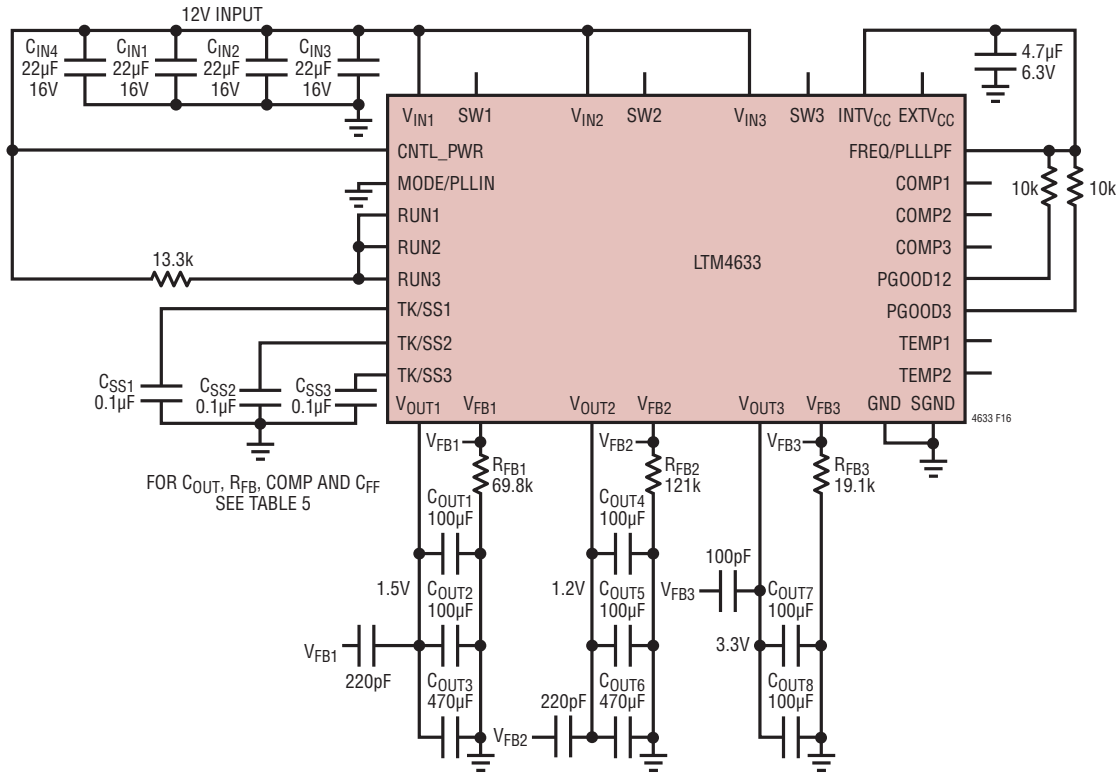 12V INPUT
CIN4
22µF
16V
CIN1
22µF
16V
CIN2
22µF
16V
CIN3
22µF
16V
4.7µF
6.3V
VIN1
SW1
VIN2
SW2
VIN3
SW3
INTVCC
EXTVCC
CNTL_PWR
MODE/PLLIN
RUN1
RUN2
RUN3
TK/SS1
TK/SS2
TK/SS3
13.3k
LTM4633
FREQ/PLLLPF
COMP1
COMP2
COMP3
PGOOD12
PGOOD3
TEMP1
TEMP2
10k
10k
CSS1
0.1µF
CSS2
0.1µF
CSS3
0.1µF
VOUT1
VFB1
VOUT2
VFB2
VOUT3
VFB3
GND
SGND
4633 F16
FOR COUT, RFB, COMP AND CFF
SEE TABLE 5
VFB1
RFB1
69.8k
COUT1
100µF
1.5V
COUT2
100µF
VFB1
220pF
COUT3
470µF
VFB2
RFB2
121k
COUT4
100µF
1.2V
COUT5
100µF
220pF
VFB2
COUT6
470µF
VFB3
RFB3
19.1k
100pF
VFB3
COUT7
100µF
3.3V
COUT8
100µF